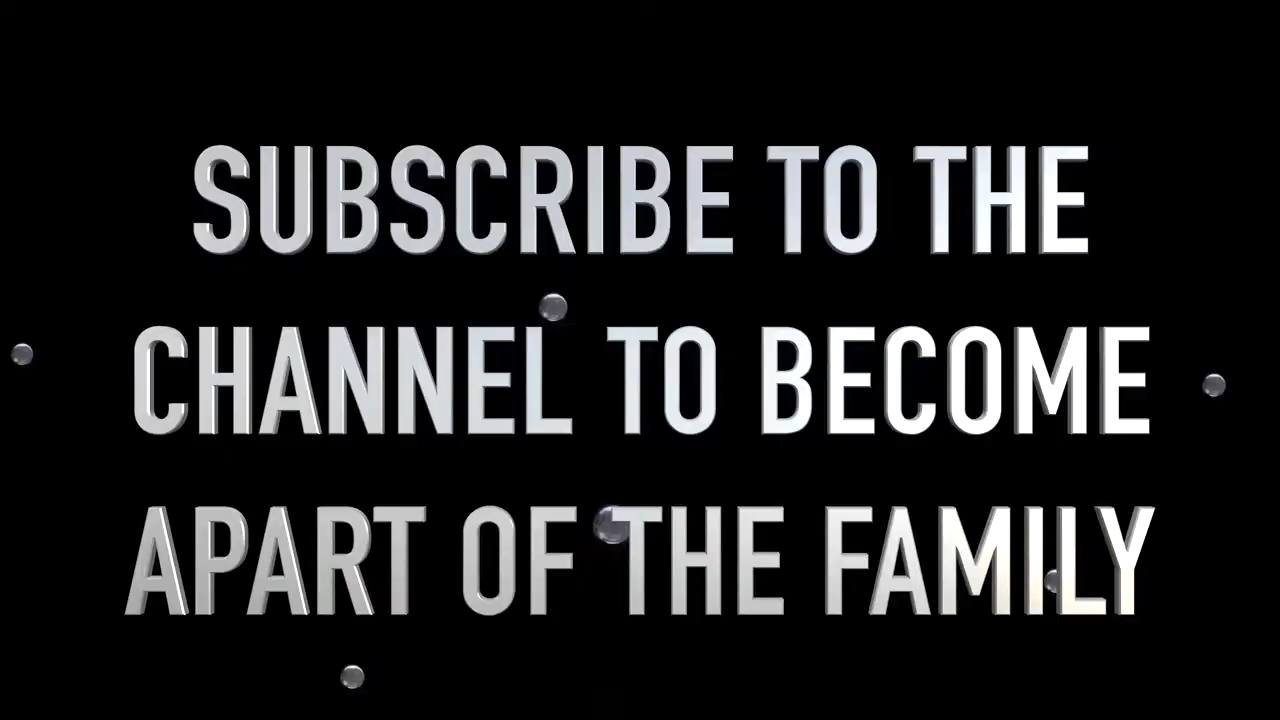 SUBSCRIBE TO THE
CHANNEL TO BECOME
APART OF THE FAMILY